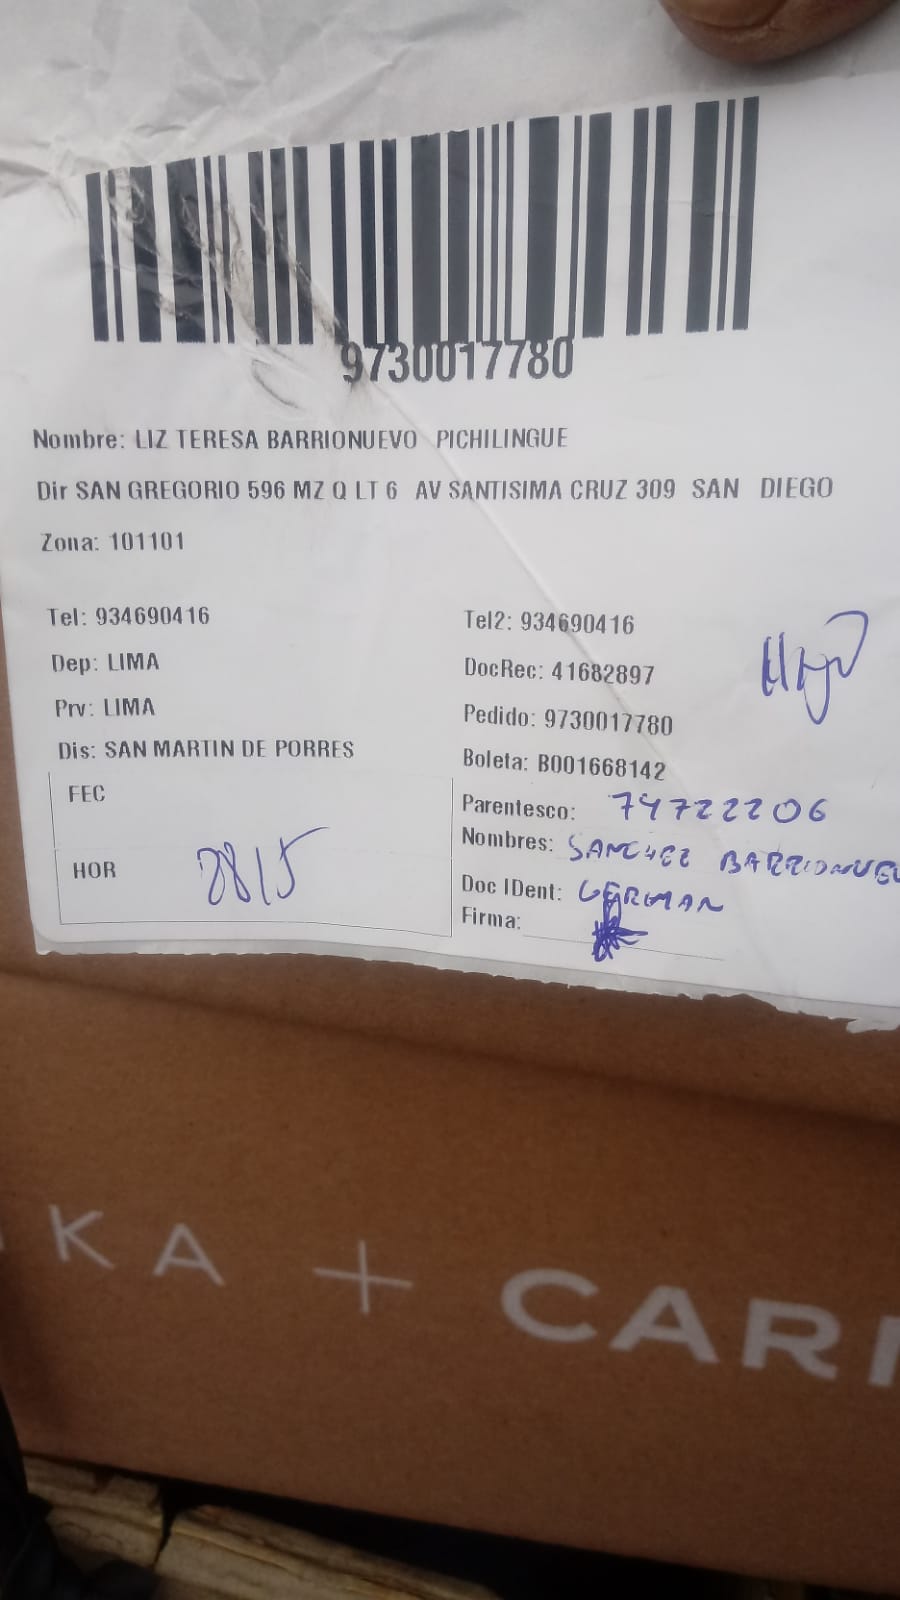 9730017780
Nombre: LIZ TERESA BARRIONUEVO PICHILINGUE
Dir SAN GREGORIO 596 MZ Q LT 6 AV SANTISIMA CRUZ 309 SAN DIEGO
Zona: 101101
Tel: 934690416
Tel2: 934690416
Dep: LIMA
DocRec: 41682897
Prv: LIMA
Pedido: 9730017780
Dis: SAN MARTIN DE PORRES
Boleta: B001668142
FEC
Parentesco: 74722206
Nombres: SANCHEZ BARRIONUEV
HOR
Doc IDent: GERMAN
Firma:
KA + CAR